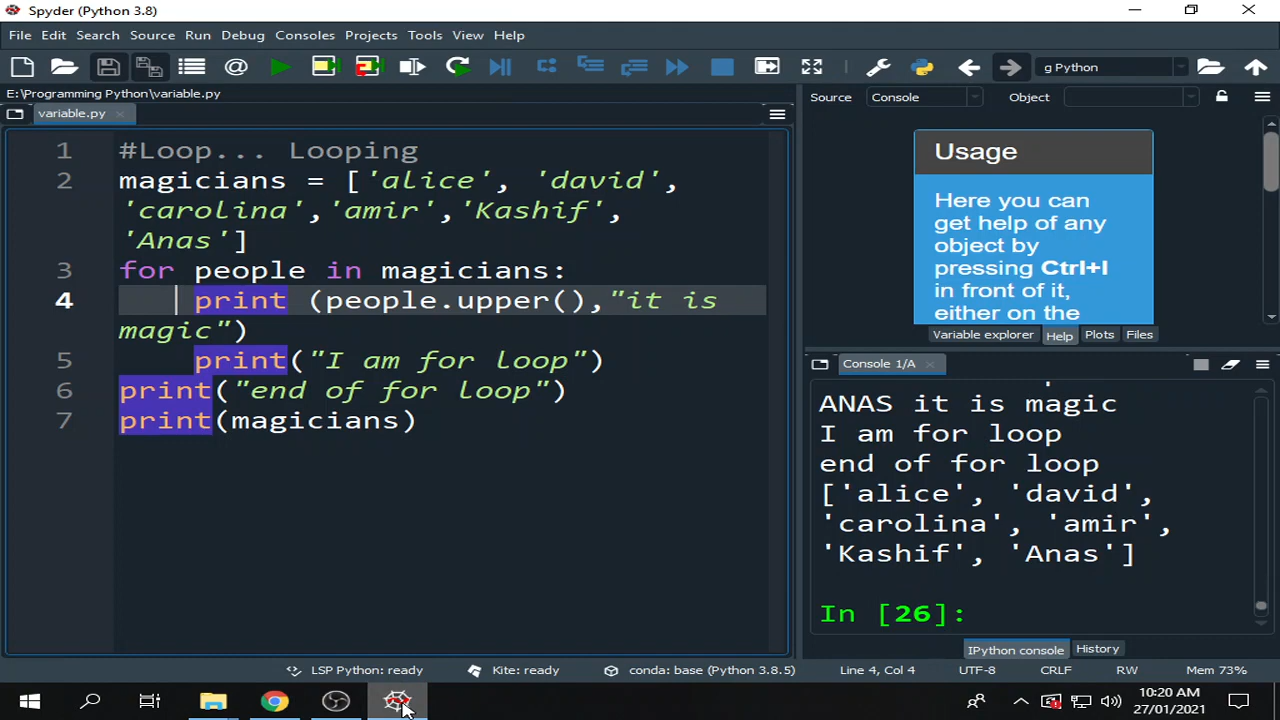 Spyder (Python 3.8)
File Edit Search Source Run Debug Consoles Projects Tools View Help
g Python
E:\Programming Python\variable.py
variable.py
1 #Loop... Looping
2 magicians = ['alice', 'david',
'carolina','amir','Kashif',
'Anas']
3 for people in magicians:
4 print (people.upper(),"it is
magic")
5 print("I am for loop")
6 print("end of for loop")
7 print(magicians)
Source Console Object
Usage
Here you can
get help of any
object by
pressing Ctrl+I
in front of it,
either on the
Variable explorer Help Plots Files
Console 1/A
ANAS it is magic
I am for loop
end of for loop
['alice', 'david',
'carolina', 'amir',
'Kashif', 'Anas']
In [26]:
IPython console History
LSP Python: ready Kite: ready conda: base (Python 3.8.5) Line 4, Col 4 UTF-8 CRLF RW Mem 73%
10:20 AM
27/01/2021